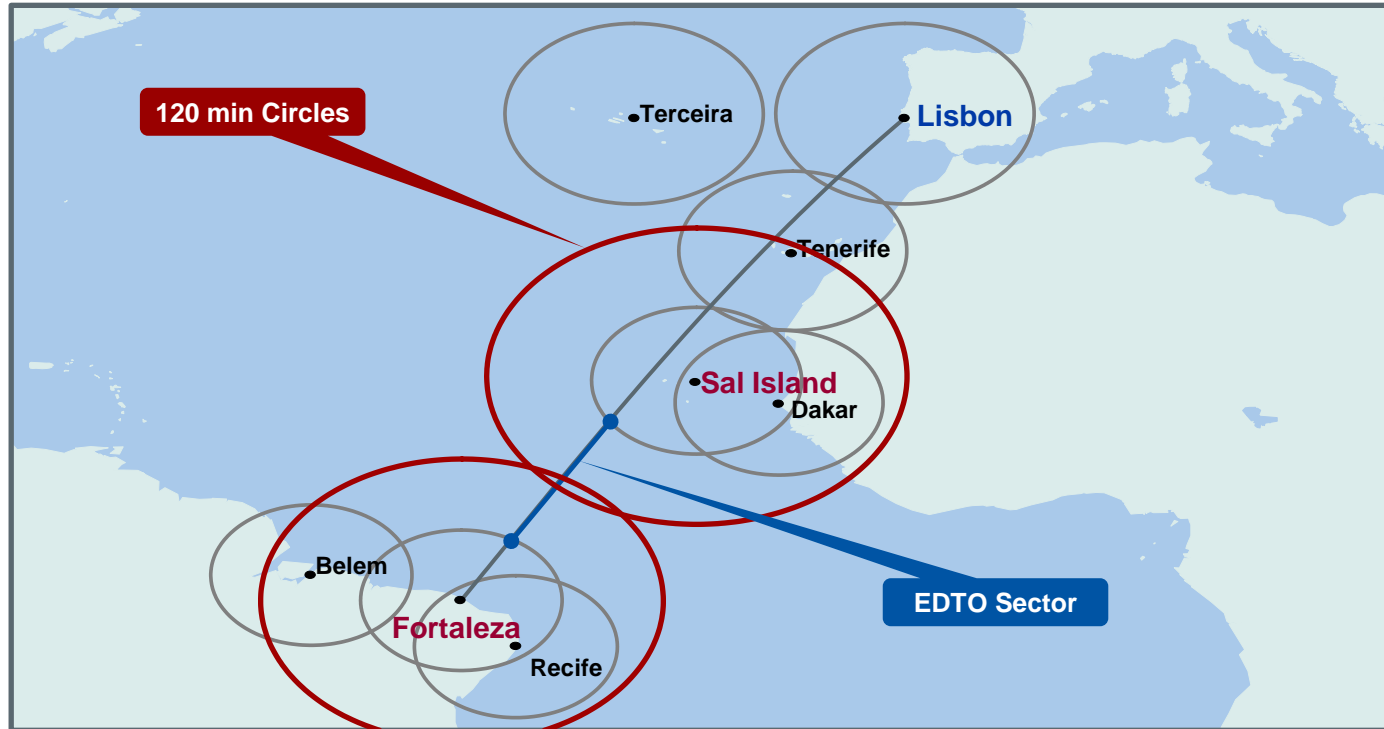 120 min Circles
Terceira
Lisbon
Tenerife
Sal Island
Dakar
Belem
EDTO Sector
Fortaleza
Recife